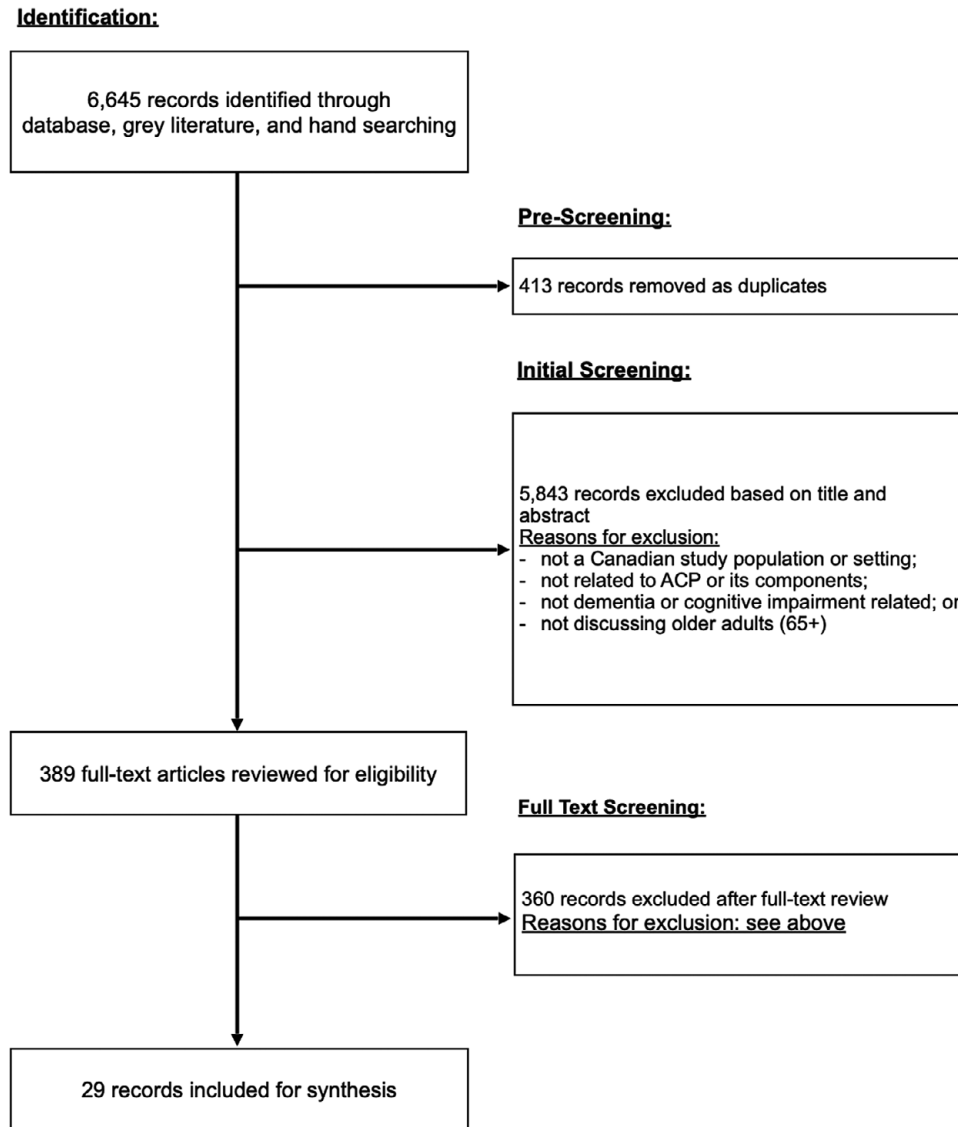 Identification:
6,645 records identified through
database, grey literature, and hand searching
Pre-Screening:
413 records removed as duplicates
Initial Screening:
5,843 records excluded based on title and
abstract
Reasons for exclusion:
- not a Canadian study population or setting;
- not related to ACP or its components;
- not dementia or cognitive impairment related; or
- not discussing older adults (65+)
389 full-text articles reviewed for eligibility
Full Text Screening:
360 records excluded after full-text review
Reasons for exclusion: see above
29 records included for synthesis